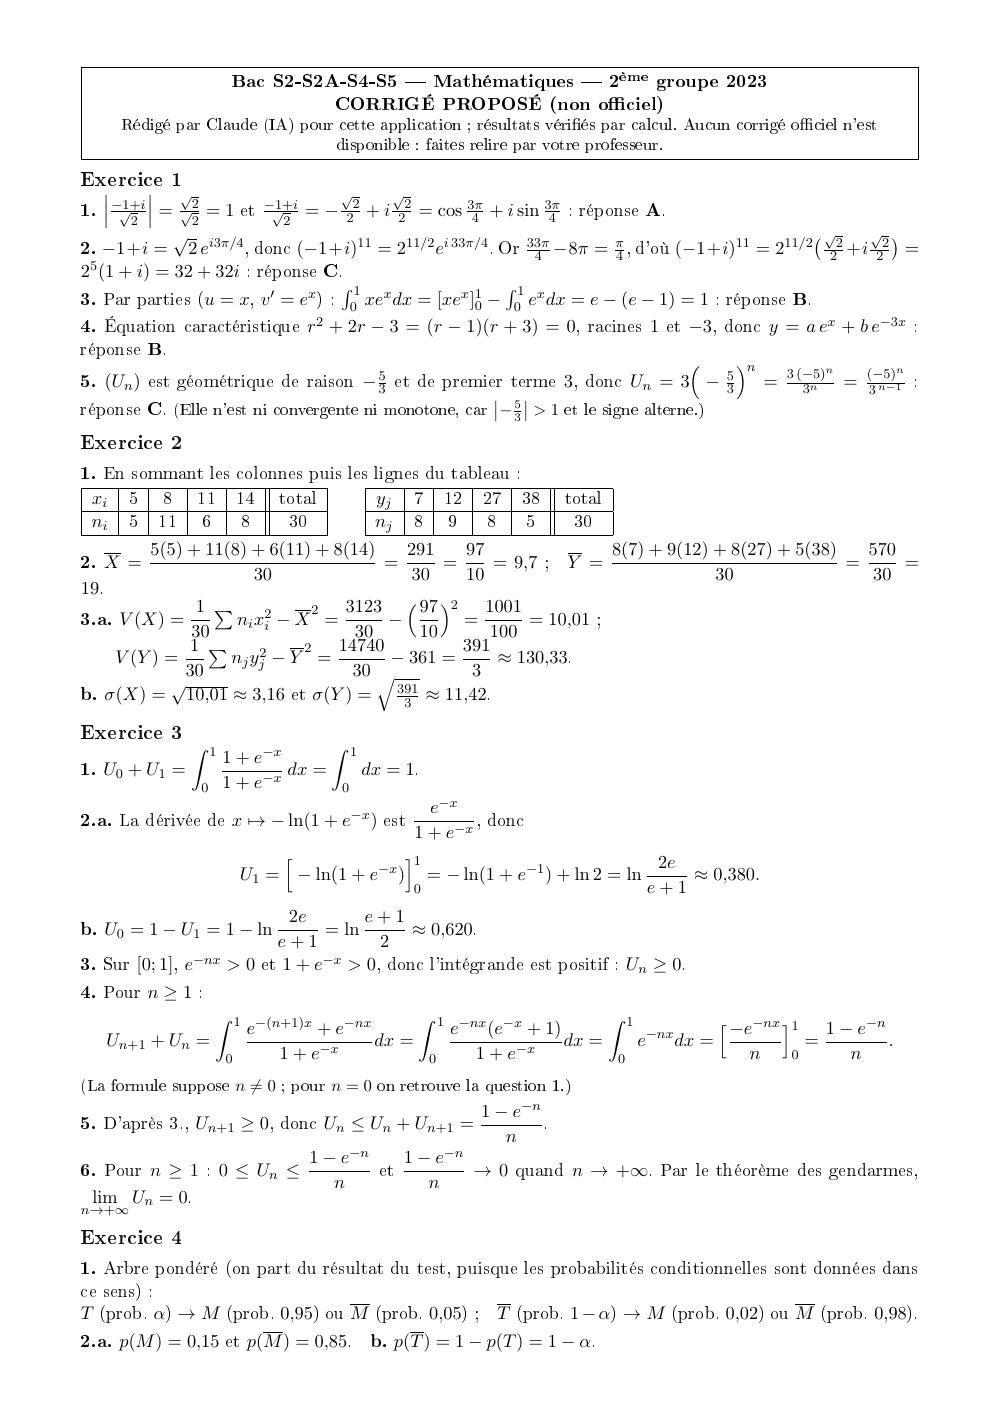 Bac S2-S2A-S4-S5 — Mathématiques — 2ème groupe 2023
CORRIGÉ PROPOSÉ (non officiel)
Rédigé par Claude (IA) pour cette application ; résultats vérifiés par calcul. Aucun corrigé officiel n'est
disponible : faites relire par votre professeur.
Exercice 1
1. |(−1+i)/√2| = √2/√2 = 1 et (−1+i)/√2 = −√2/2 + i√2/2 = cos 3π/4 + i sin 3π/4 : réponse A.
2. −1+i = √2 e^{i3π/4}, donc (−1+i)^{11} = 2^{11/2}e^{i 33π/4}. Or 33π/4 − 8π = π/4, d'où (−1+i)^{11} = 2^{11/2}(√2/2 + i√2/2) =
2^5(1 + i) = 32 + 32i : réponse C.
3. Par parties (u = x, v′ = e^x) : ∫_0^1 xe^x dx = [xe^x]_0^1 − ∫_0^1 e^x dx = e − (e − 1) = 1 : réponse B.
4. Équation caractéristique r² + 2r − 3 = (r − 1)(r + 3) = 0, racines 1 et −3, donc y = a e^x + b e^{−3x} :
réponse B.
5. (U_n) est géométrique de raison −5/3 et de premier terme 3, donc U_n = 3(−5/3)^n = 3(−5)^n/3^n = (−5)^n/3^{n−1} :
réponse C. (Elle n'est ni convergente ni monotone, car |−5/3| > 1 et le signe alterne.)
Exercice 2
1. En sommant les colonnes puis les lignes du tableau :
x_i 5 8 11 14 total y_j 7 12 27 38 total
n_i 5 11 6 8 30 n_j 8 9 8 5 30
2. X̄ = (5(5) + 11(8) + 6(11) + 8(14))/30 = 291/30 = 97/10 = 9,7 ; Ȳ = (8(7) + 9(12) + 8(27) + 5(38))/30 = 570/30 =
19.
3.a. V(X) = 1/30 ∑ n_i x_i² − X̄² = 3123/30 − (97/10)² = 1001/100 = 10,01 ;
V(Y) = 1/30 ∑ n_j y_j² − Ȳ² = 14740/30 − 361 = 391/3 ≈ 130,33.
b. σ(X) = √10,01 ≈ 3,16 et σ(Y) = √(391/3) ≈ 11,42.
Exercice 3
1. U_0 + U_1 = ∫_0^1 (1 + e^{−x})/(1 + e^{−x}) dx = ∫_0^1 dx = 1.
2.a. La dérivée de x ↦ − ln(1 + e^{−x}) est e^{−x}/(1 + e^{−x}), donc
U_1 = [− ln(1 + e^{−x})]_0^1 = − ln(1 + e^{−1}) + ln 2 = ln 2e/(e + 1) ≈ 0,380.
b. U_0 = 1 − U_1 = 1 − ln 2e/(e + 1) = ln (e + 1)/2 ≈ 0,620.
3. Sur [0; 1], e^{−nx} > 0 et 1 + e^{−x} > 0, donc l'intégrande est positif : U_n ≥ 0.
4. Pour n ≥ 1 :
U_{n+1} + U_n = ∫_0^1 (e^{−(n+1)x} + e^{−nx})/(1 + e^{−x}) dx = ∫_0^1 e^{−nx}(e^{−x} + 1)/(1 + e^{−x}) dx = ∫_0^1 e^{−nx}dx = [−e^{−nx}/n]_0^1 = (1 − e^{−n})/n.
(La formule suppose n ≠ 0 ; pour n = 0 on retrouve la question 1.)
5. D'après 3., U_{n+1} ≥ 0, donc U_n ≤ U_n + U_{n+1} = (1 − e^{−n})/n.
6. Pour n ≥ 1 : 0 ≤ U_n ≤ (1 − e^{−n})/n et (1 − e^{−n})/n → 0 quand n → +∞. Par le théorème des gendarmes,
lim_{n→+∞} U_n = 0.
Exercice 4
1. Arbre pondéré (on part du résultat du test, puisque les probabilités conditionnelles sont données dans
ce sens) :
T (prob. α) → M (prob. 0,95) ou M̄ (prob. 0,05) ; T̄ (prob. 1−α) → M (prob. 0,02) ou M̄ (prob. 0,98).
2.a. p(M) = 0,15 et p(M̄) = 0,85. b. p(T̄) = 1 − p(T) = 1 − α.